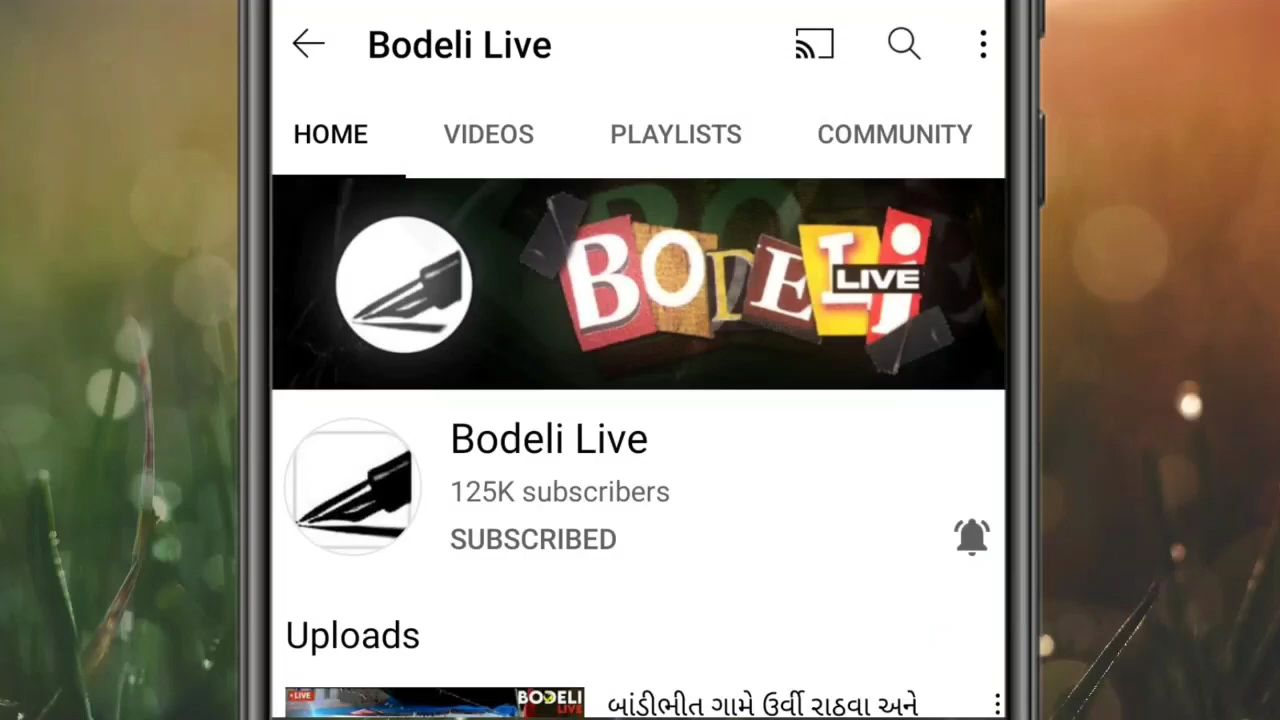 Bodeli Live
HOME VIDEOS PLAYLISTS COMMUNITY
BODELi
LIVE
Bodeli Live
125K subscribers
SUBSCRIBED
Uploads
LIVE
BODELI
LIVE
બાંડીભીત ગામે ઉર્વી રાઠવા અને